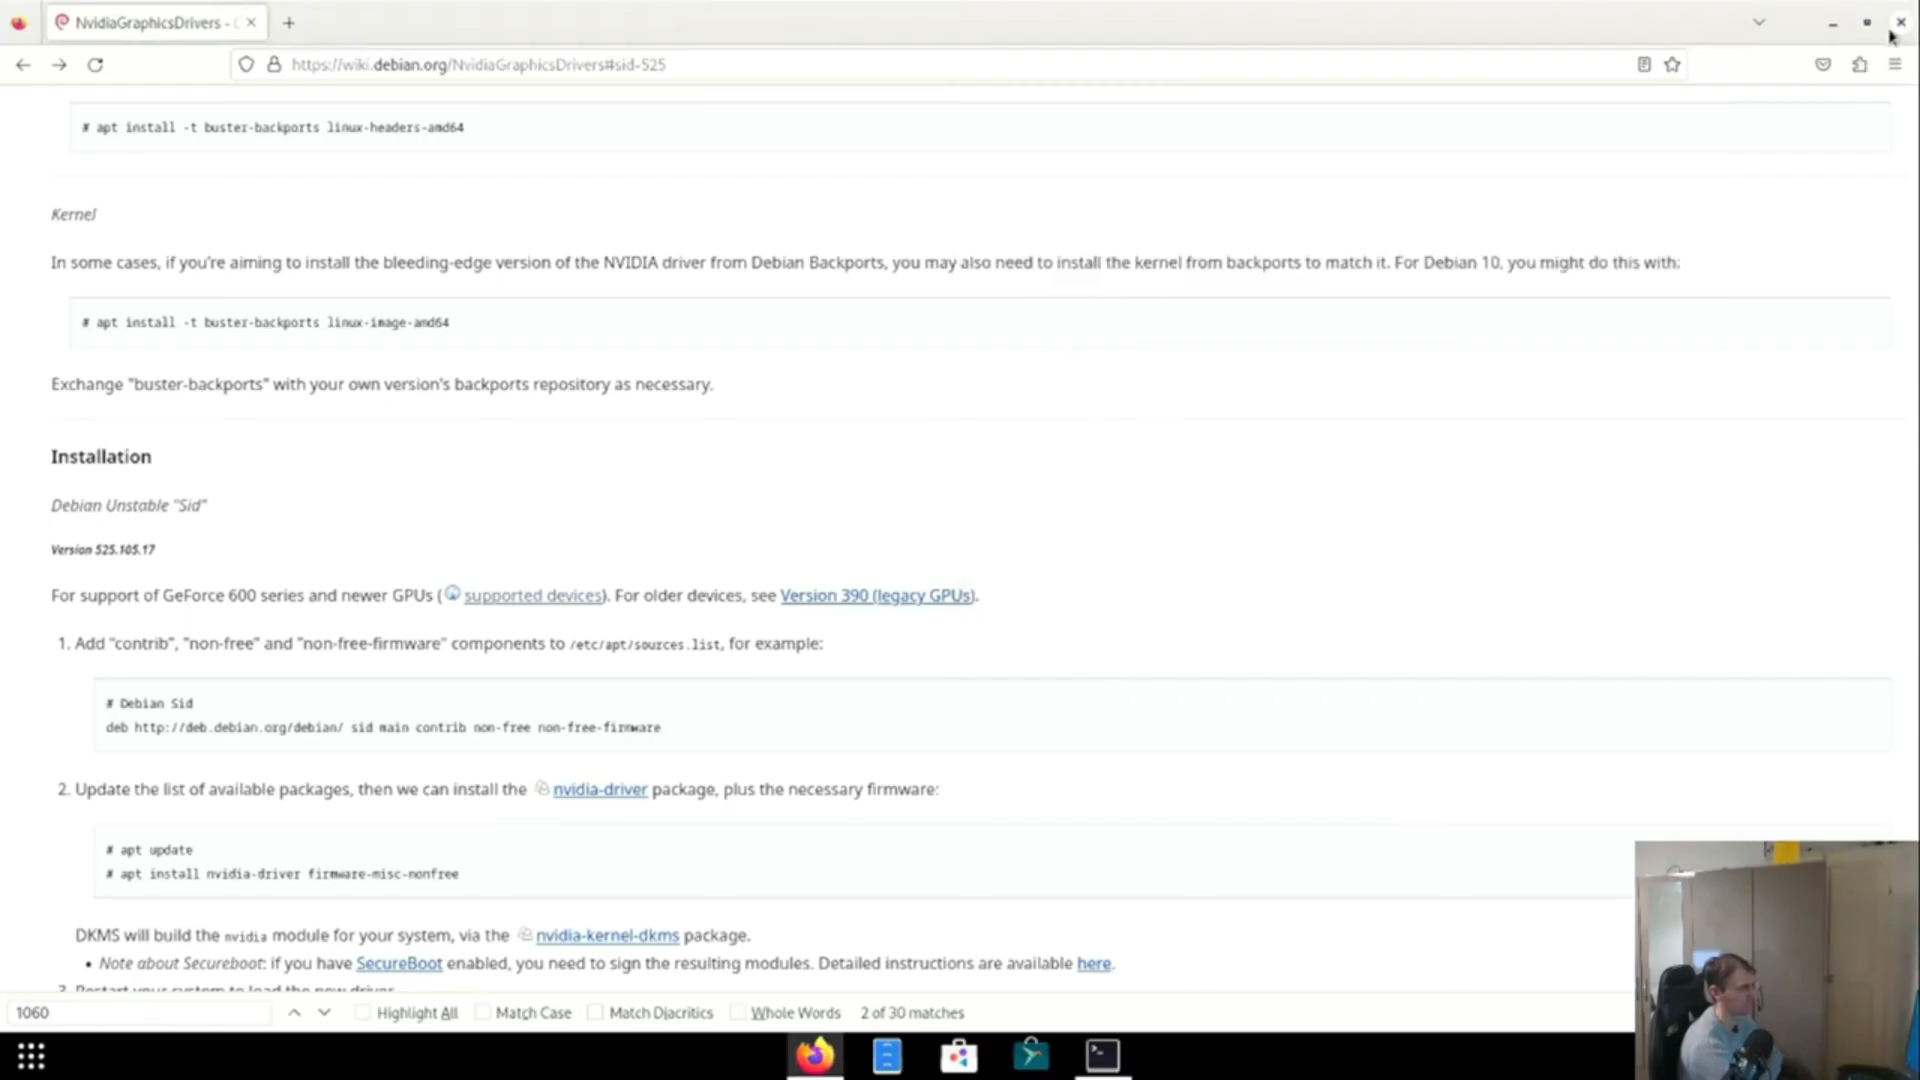 NvidiaGraphicsDrivers -
https://wiki.debian.org/NvidiaGraphicsDrivers#sid-525
# apt install -t buster-backports linux-headers-amd64
Kernel
In some cases, if you're aiming to install the bleeding-edge version of the NVIDIA driver from Debian Backports, you may also need to install the kernel from backports to match it. For Debian 10, you might do this with:
# apt install -t buster-backports linux-image-amd64
Exchange "buster-backports" with your own version's backports repository as necessary.
Installation
Debian Unstable "Sid"
Version 525.105.17
For support of GeForce 600 series and newer GPUs ( supported devices). For older devices, see Version 390 (legacy GPUs).
1. Add "contrib", "non-free" and "non-free-firmware" components to /etc/apt/sources.list, for example:
# Debian Sid
deb http://deb.debian.org/debian/ sid main contrib non-free non-free-firmware
2. Update the list of available packages, then we can install the nvidia-driver package, plus the necessary firmware:
# apt update
# apt install nvidia-driver firmware-misc-nonfree
DKMS will build the nvidia module for your system, via the nvidia-kernel-dkms package.
• Note about Secureboot: if you have SecureBoot enabled, you need to sign the resulting modules. Detailed instructions are available here.
3. Restart your system to load the new driver.
1060
Highlight All
Match Case
Match Diacritics
Whole Words
2 of 30 matches